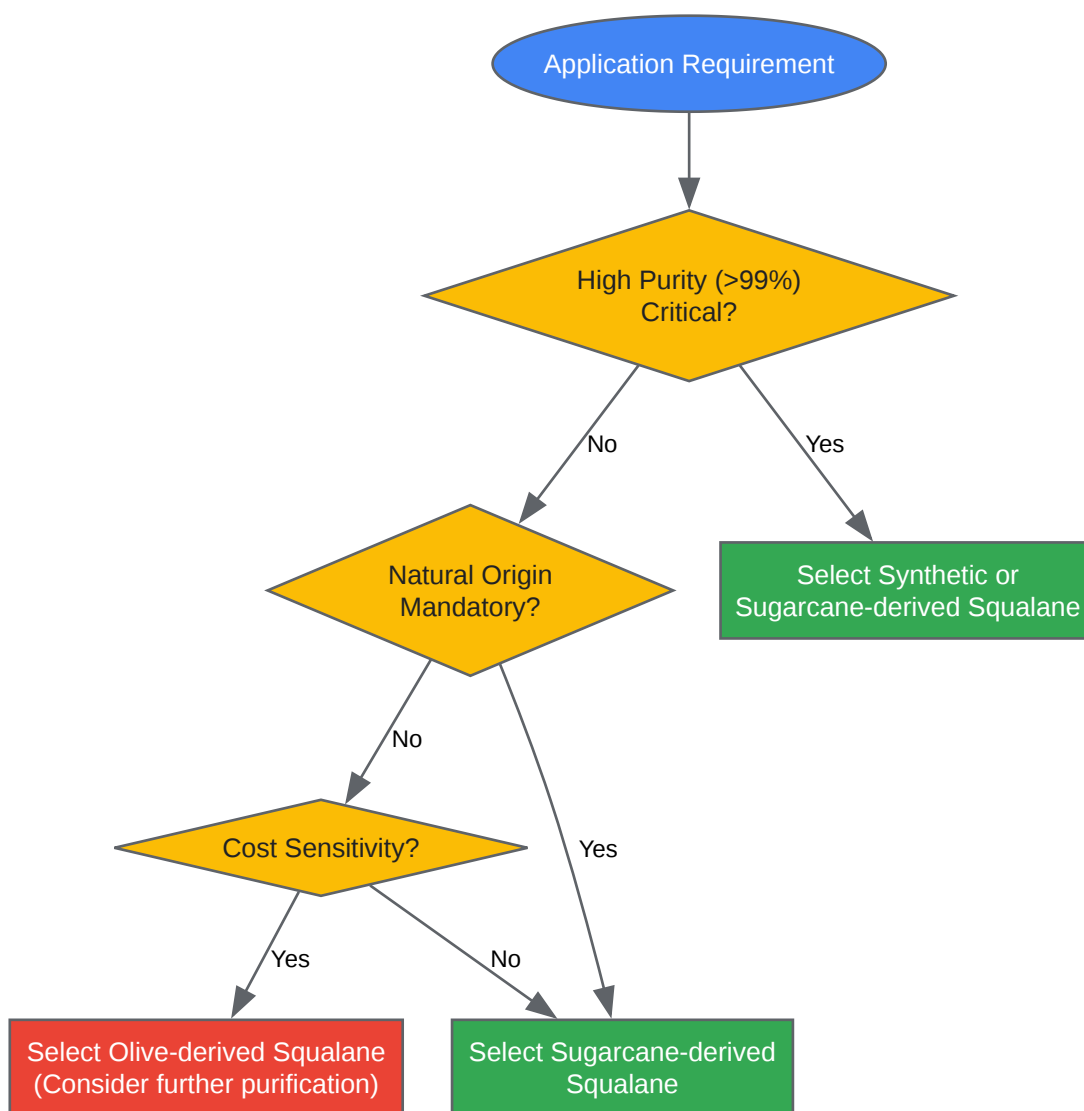 Application Requirement
High Purity (>99%)
Critical?
No
Yes
Natural Origin
Mandatory?
Select Synthetic or
Sugarcane-derived Squalane
No
Cost Sensitivity?
Yes
Yes
No
Select Olive-derived Squalane
(Consider further purification)
Select Sugarcane-derived
Squalane